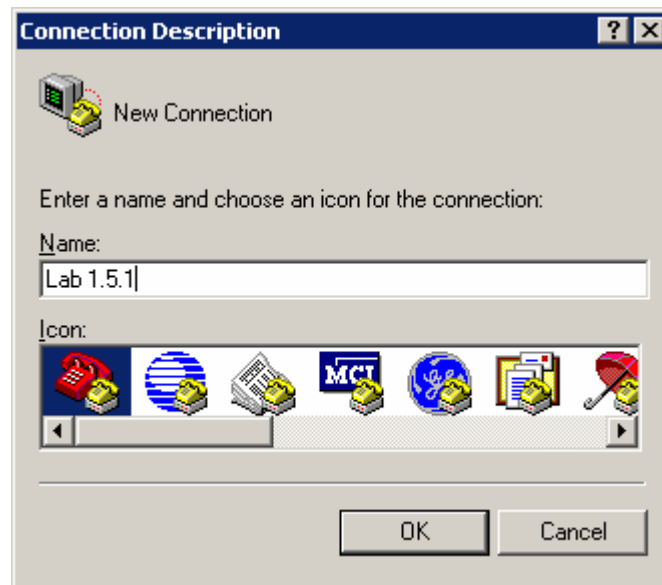 Connection Description
New Connection
Enter a name and choose an icon for the connection:
Name:
Lab 1.5.1
Icon:
MCI
OK Cancel